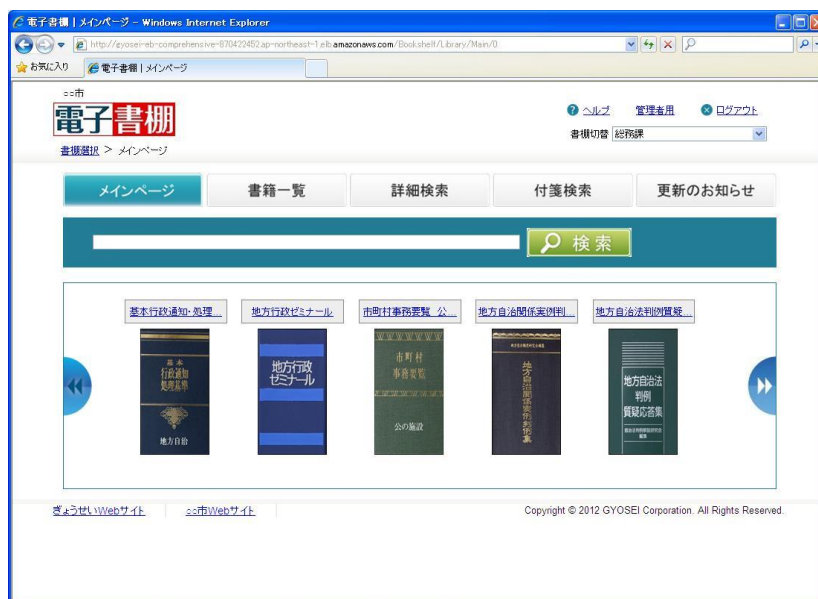 電子書棚 | メインページ - Windows Internet Explorer
http://gyosei-eb-comprehensive-870422452.ap-northeast-1.elb.amazonaws.com/Bookshelf/Library/Main/0
お気に入り
電子書棚 | メインページ
○○市
電子書棚
ヘルプ 管理者用 ログアウト
書棚切替 総務課
書棚選択 > メインページ
メインページ 書籍一覧 詳細検索 付箋検索 更新のお知らせ
検索
基本行政通知・処理... 地方行政ゼミナール 市町村事務要覧 公... 地方自治関係実例判... 地方自治法判例質疑...
基本
行政通知
処理基準
地方自治
地方行政
ゼミナール
市町村
事務要覧
公の施設
地方自治関係実例判例集
地方自治法
判例
質疑応答集
ぎょうせいWebサイト ○○市Webサイト
Copyright © 2012 GYOSEI Corporation. All Rights Reserved.